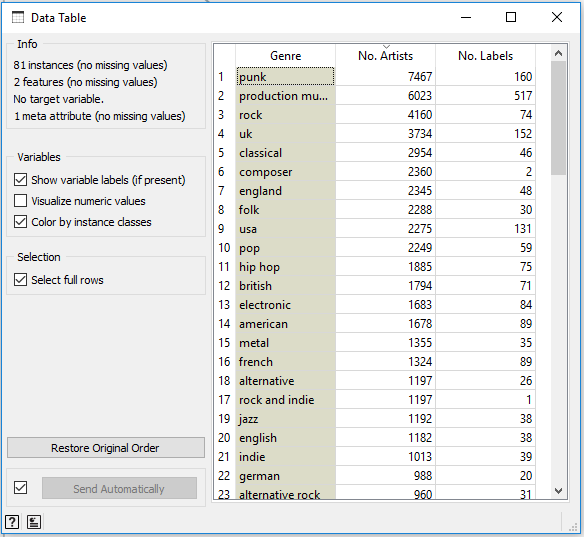 Data Table
Info
81 instances (no missing values)
2 features (no missing values)
No target variable.
1 meta attribute (no missing values)
Variables
Show variable labels (if present)
Visualize numeric values
Color by instance classes
Selection
Select full rows
Restore Original Order
Send Automatically
Genre No. Artists No. Labels
1 punk 7467 160
2 production mu... 6023 517
3 rock 4160 74
4 uk 3734 152
5 classical 2954 46
6 composer 2360 2
7 england 2345 48
8 folk 2288 30
9 usa 2275 131
10 pop 2249 59
11 hip hop 1885 75
12 british 1794 71
13 electronic 1683 84
14 american 1678 89
15 metal 1355 35
16 french 1324 89
18 alternative 1197 26
17 rock and indie 1197 1
19 jazz 1192 38
20 english 1182 38
21 indie 1013 39
22 german 988 20
23 alternative rock 960 31
?